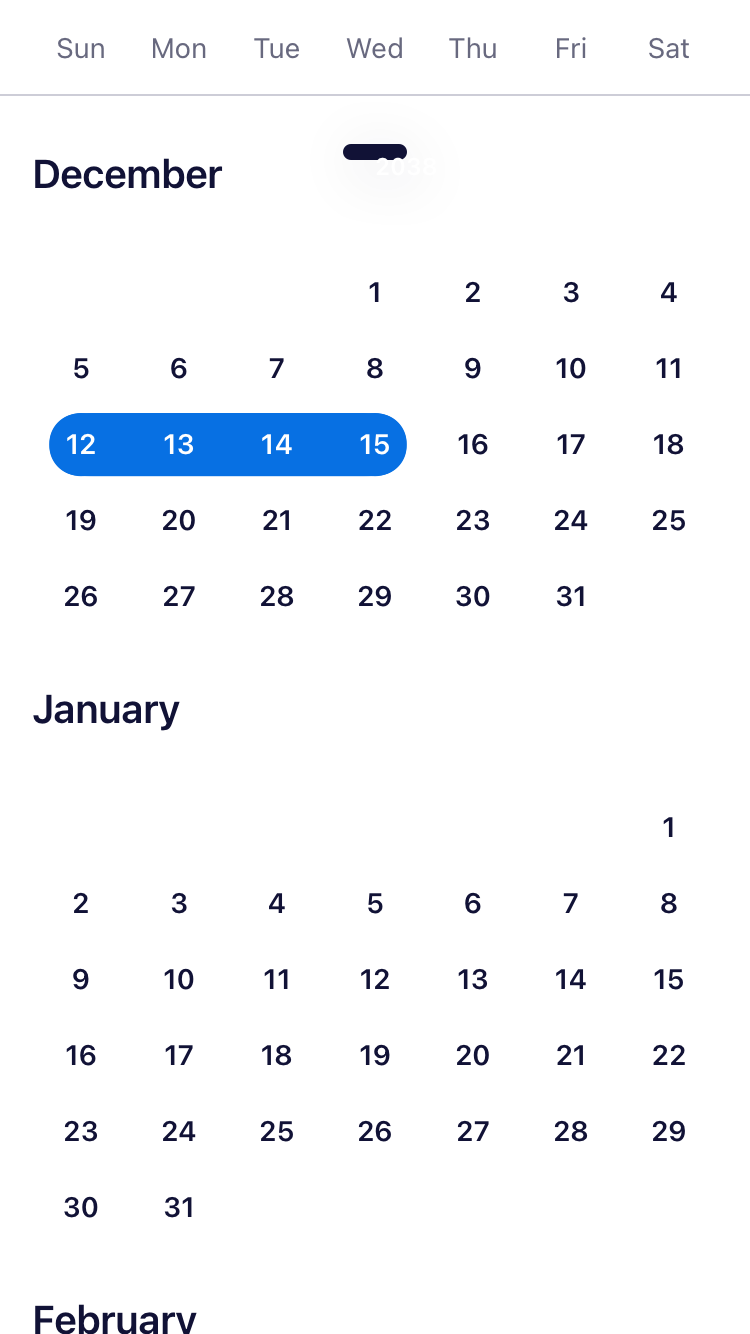 Sun Mon Tue Wed Thu Fri Sat
December
1 2 3 4
5 6 7 8 9 10 11
12 13 14 15 16 17 18
19 20 21 22 23 24 25
26 27 28 29 30 31
January
1
2 3 4 5 6 7 8
9 10 11 12 13 14 15
16 17 18 19 20 21 22
23 24 25 26 27 28 29
30 31
February